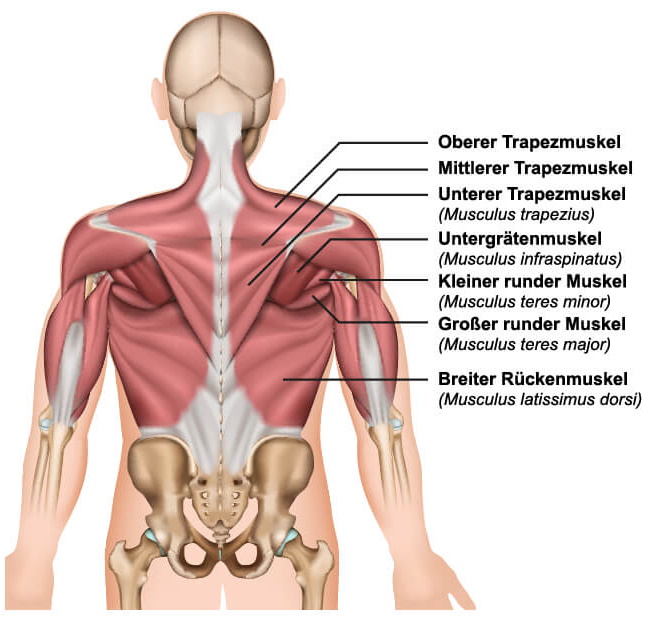 Oberer Trapezmuskel
Mittlerer Trapezmuskel
Unterer Trapezmuskel
(Musculus trapezius)
Untergrätenmuskel
(Musculus infraspinatus)
Kleiner runder Muskel
(Musculus teres minor)
Großer runder Muskel
(Musculus teres major)
Breiter Rückenmuskel
(Musculus latissimus dorsi)